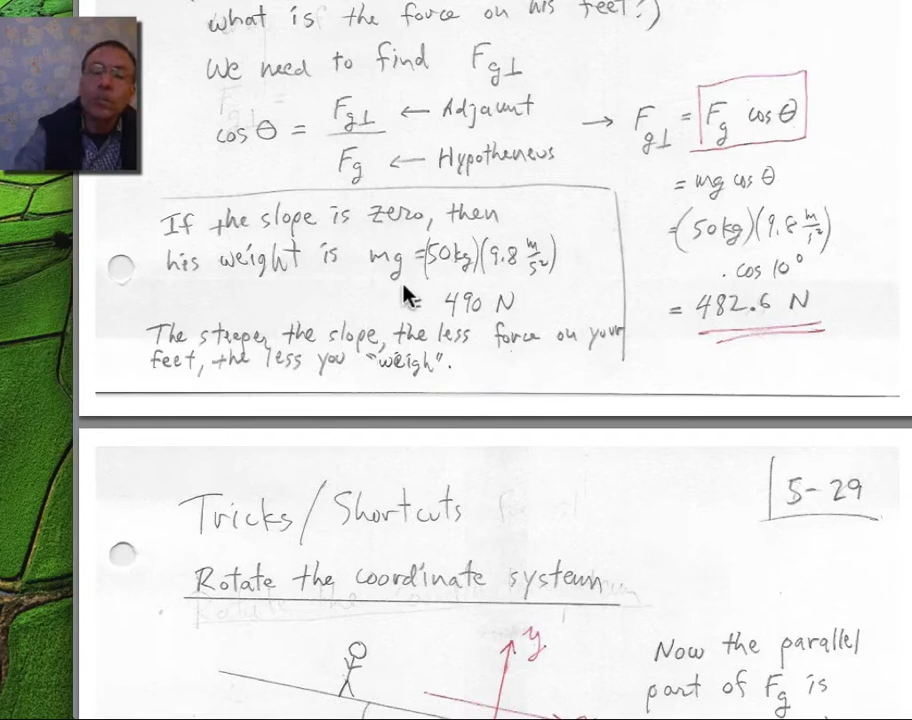 what is the force on his feet?)
We need to find Fg⊥
cos θ = Fg⊥ ← Adjacent
Fg ← Hypotheneus
→ Fg⊥ = Fg cos θ
= mg cos θ
=(50kg)(9.8 m/s²)
. cos 10°
= 482.6 N
If the slope is zero, then
his weight is mg =(50kg)(9.8 m/s²)
= 490 N
The steeper the slope, the less force on your
feet, the less you "weigh".
Tricks/Shortcuts
5-29
Rotate the coordinate system
y
Now the parallel
part of Fg is